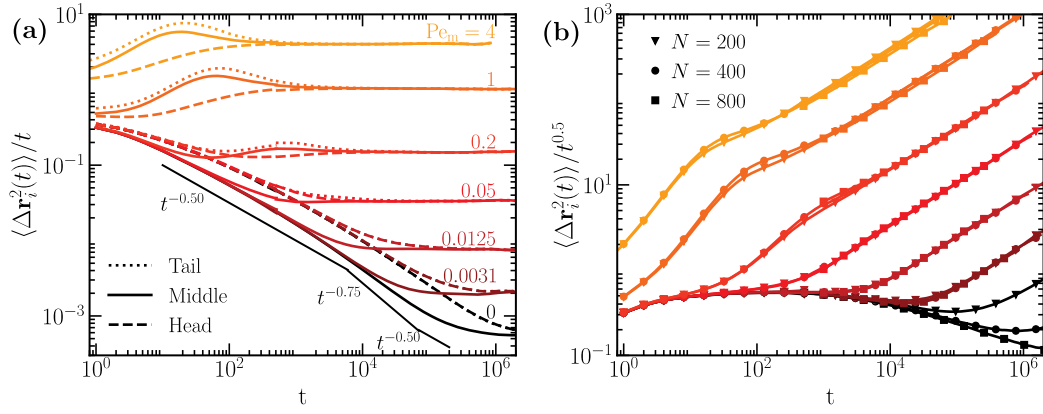 (a)
⟨Δr_i^2(t)⟩/t
10^1
10^-1
10^-3
Pe_m = 4
1
0.2
0.05
0.0125
0.0031
0
t^-0.50
t^-0.75
t^-0.50
Tail
Middle
Head
10^0
10^2
10^4
10^6
t
(b)
⟨Δr_i^2(t)⟩/t^0.5
10^3
10^1
10^-1
N = 200
N = 400
N = 800
10^0
10^2
10^4
10^6
t